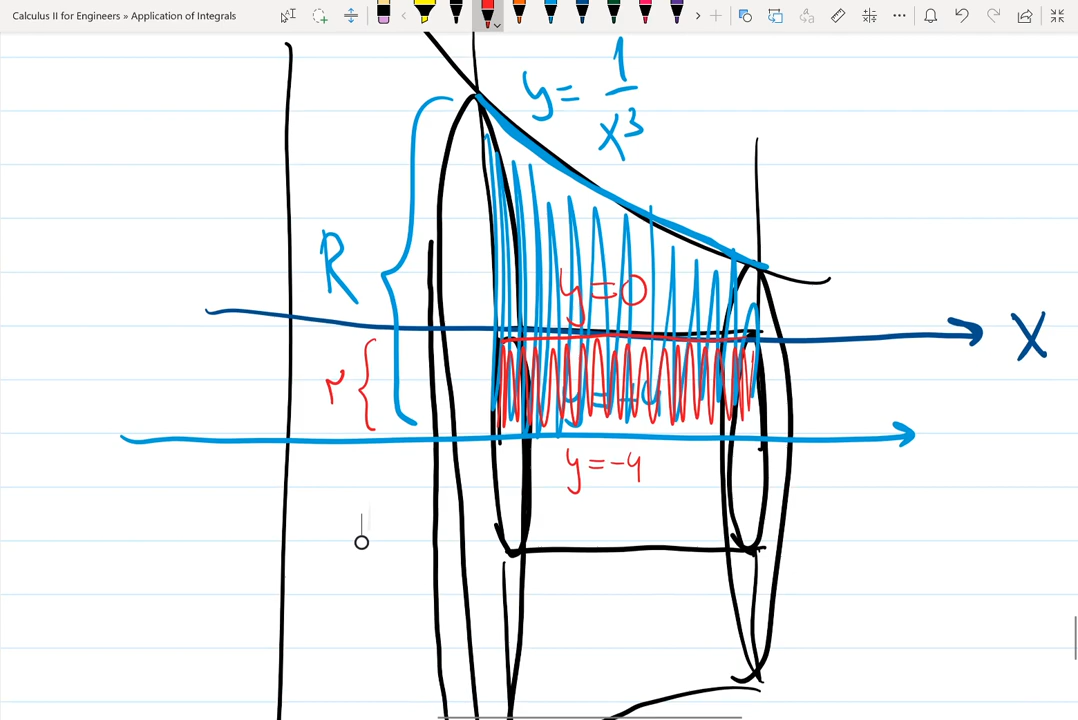 Calculus II for Engineers » Application of Integrals
y = 1/x³
R
y=0
X
r
y=-4